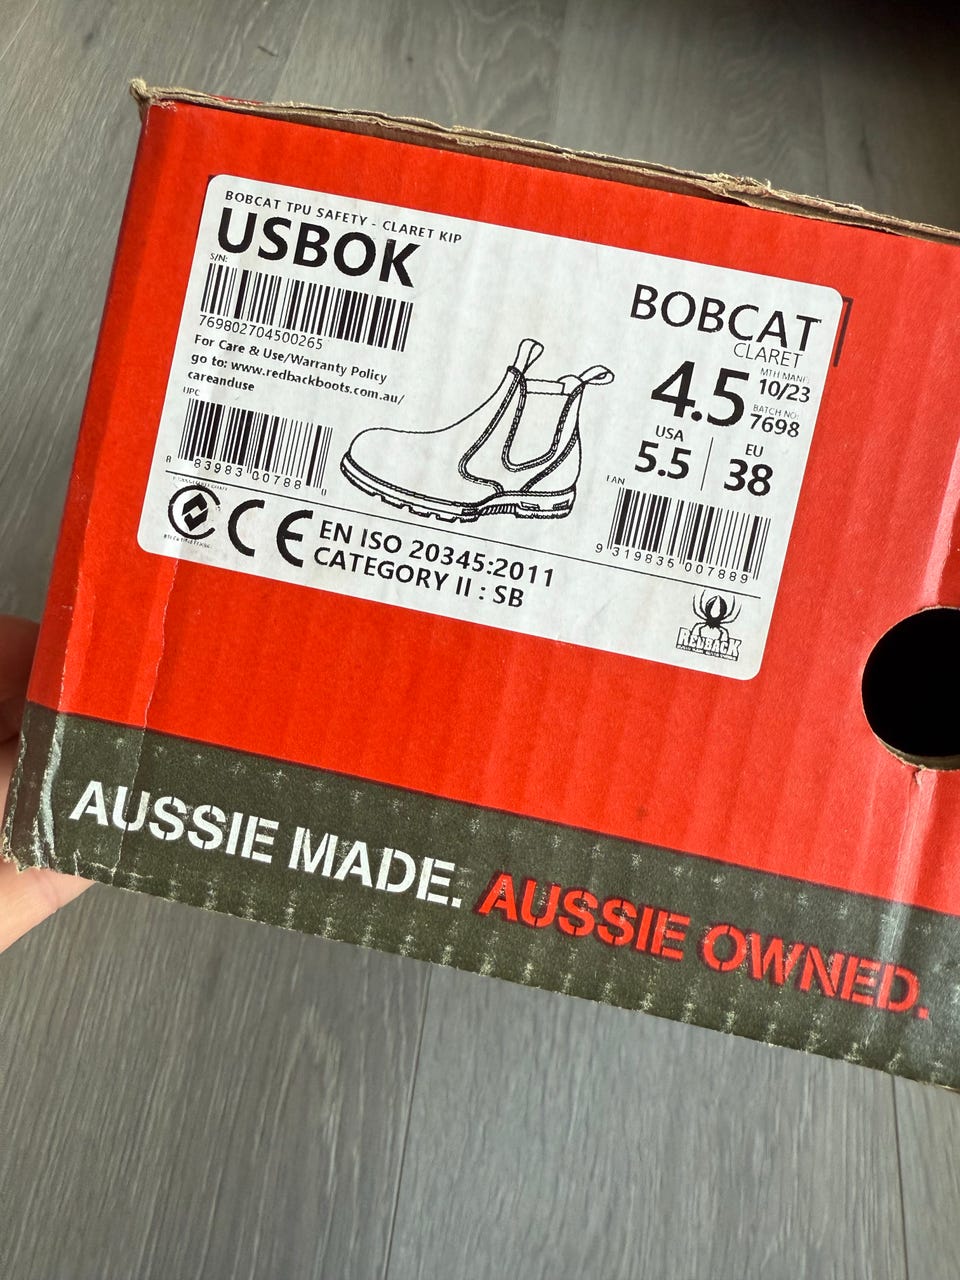 BOBCAT TPU SAFETY - CLARET KIP
USBOK
S/N:
769802704500265
For Care & Use/Warranty Policy
go to: www.redbackboots.com.au/
careanduse
UPC
8 83983 00788 0
BOBCAT
CLARET
4.5
MTH MANF:
10/23
BATCH NO:
7698
USA
5.5
EU
38
EAN
9 319835 007889
CE
EN ISO 20345:2011
CATEGORY II : SB
REDBACK
AUSSIE MADE. AUSSIE OWNED.